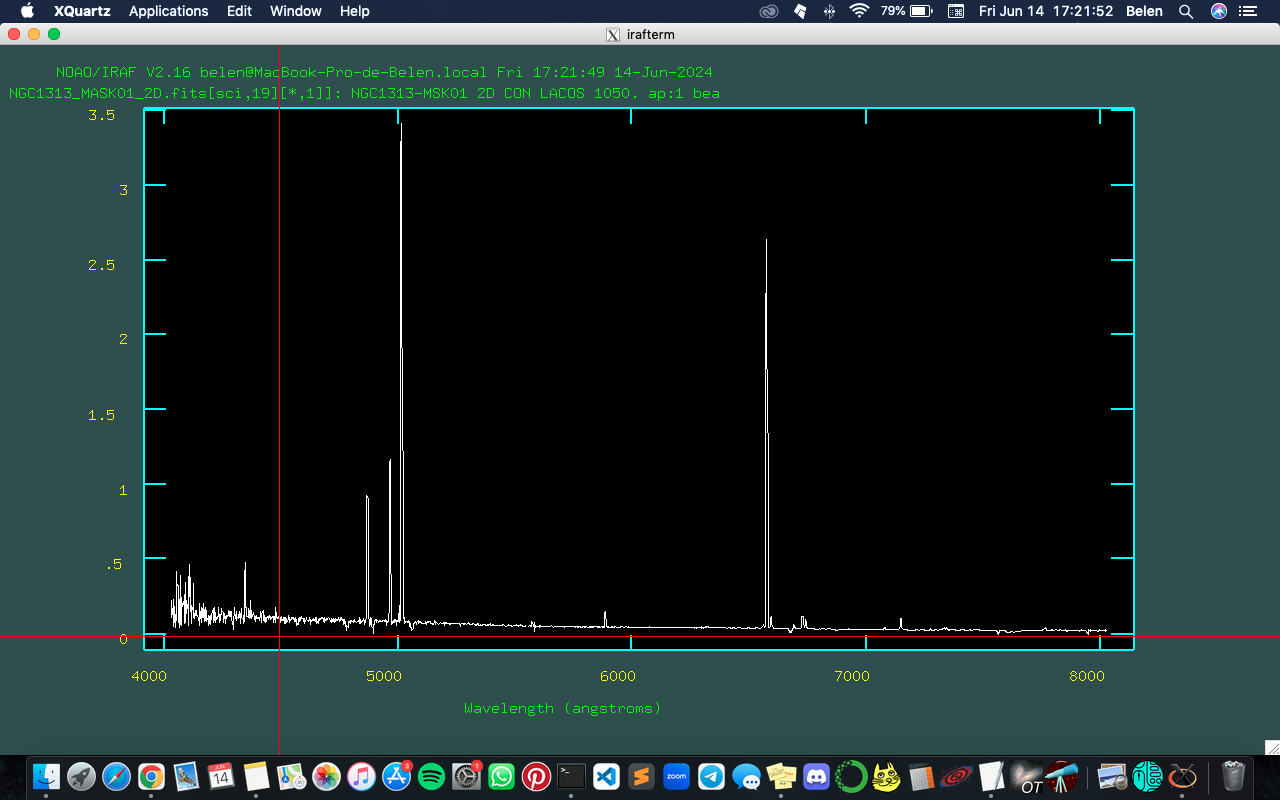 XQuartz Applications Edit Window Help 79% Fri Jun 14 17:21:52 Belen
irafterm
NOAO/IRAF V2.16 belen@MacBook-Pro-de-Belen.local Fri 17:21:49 14-Jun-2024
NGC1313_MASK01_2D.fits[sci,19][*,1]]: NGC1313-MSK01 2D CON LACOS 1050. ap:1 bea
3.5
3
2.5
2
1.5
1
.5
0
4000 5000 6000 7000 8000
Wavelength (angstroms)
JUN
14
3
1
zoom
OT